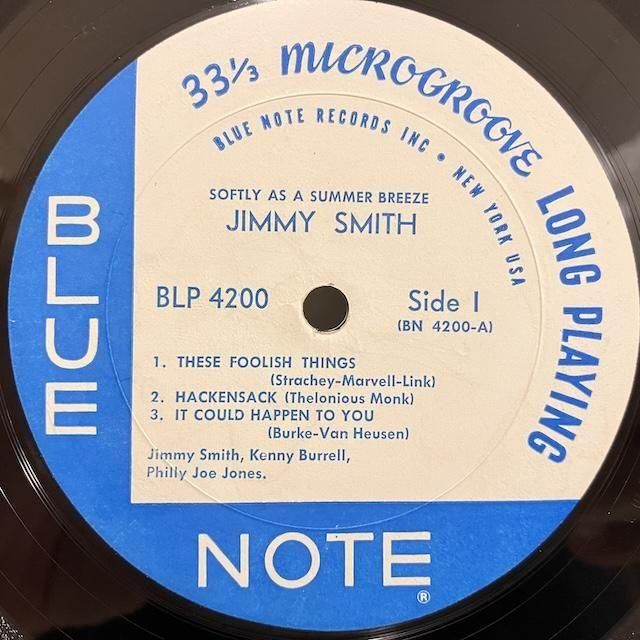 33⅓ MICROGROOVE LONG PLAYING
BLUE NOTE RECORDS INC • NEW YORK USA
SOFTLY AS A SUMMER BREEZE
JIMMY SMITH
BLP 4200
Side 1
(BN 4200-A)
1. THESE FOOLISH THINGS
(Strachey-Marvell-Link)
2. HACKENSACK (Thelonious Monk)
3. IT COULD HAPPEN TO YOU
(Burke-Van Heusen)
Jimmy Smith, Kenny Burrell,
Philly Joe Jones.
BLUE
NOTE®